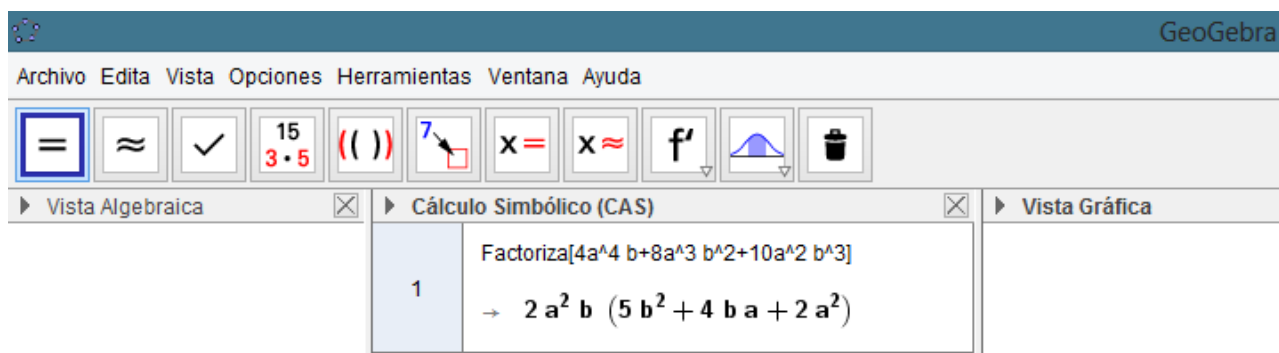 GeoGebra
Archivo Edita Vista Opciones Herramientas Ventana Ayuda
= ≈ ✓ 15 3•5 (( )) 7 x= x≈ f′
Vista Algebraica
Cálculo Simbólico (CAS)
Vista Gráfica
Factoriza[4a^4 b+8a^3 b^2+10a^2 b^3]
1
→ 2 a² b (5 b² + 4 b a + 2 a²)